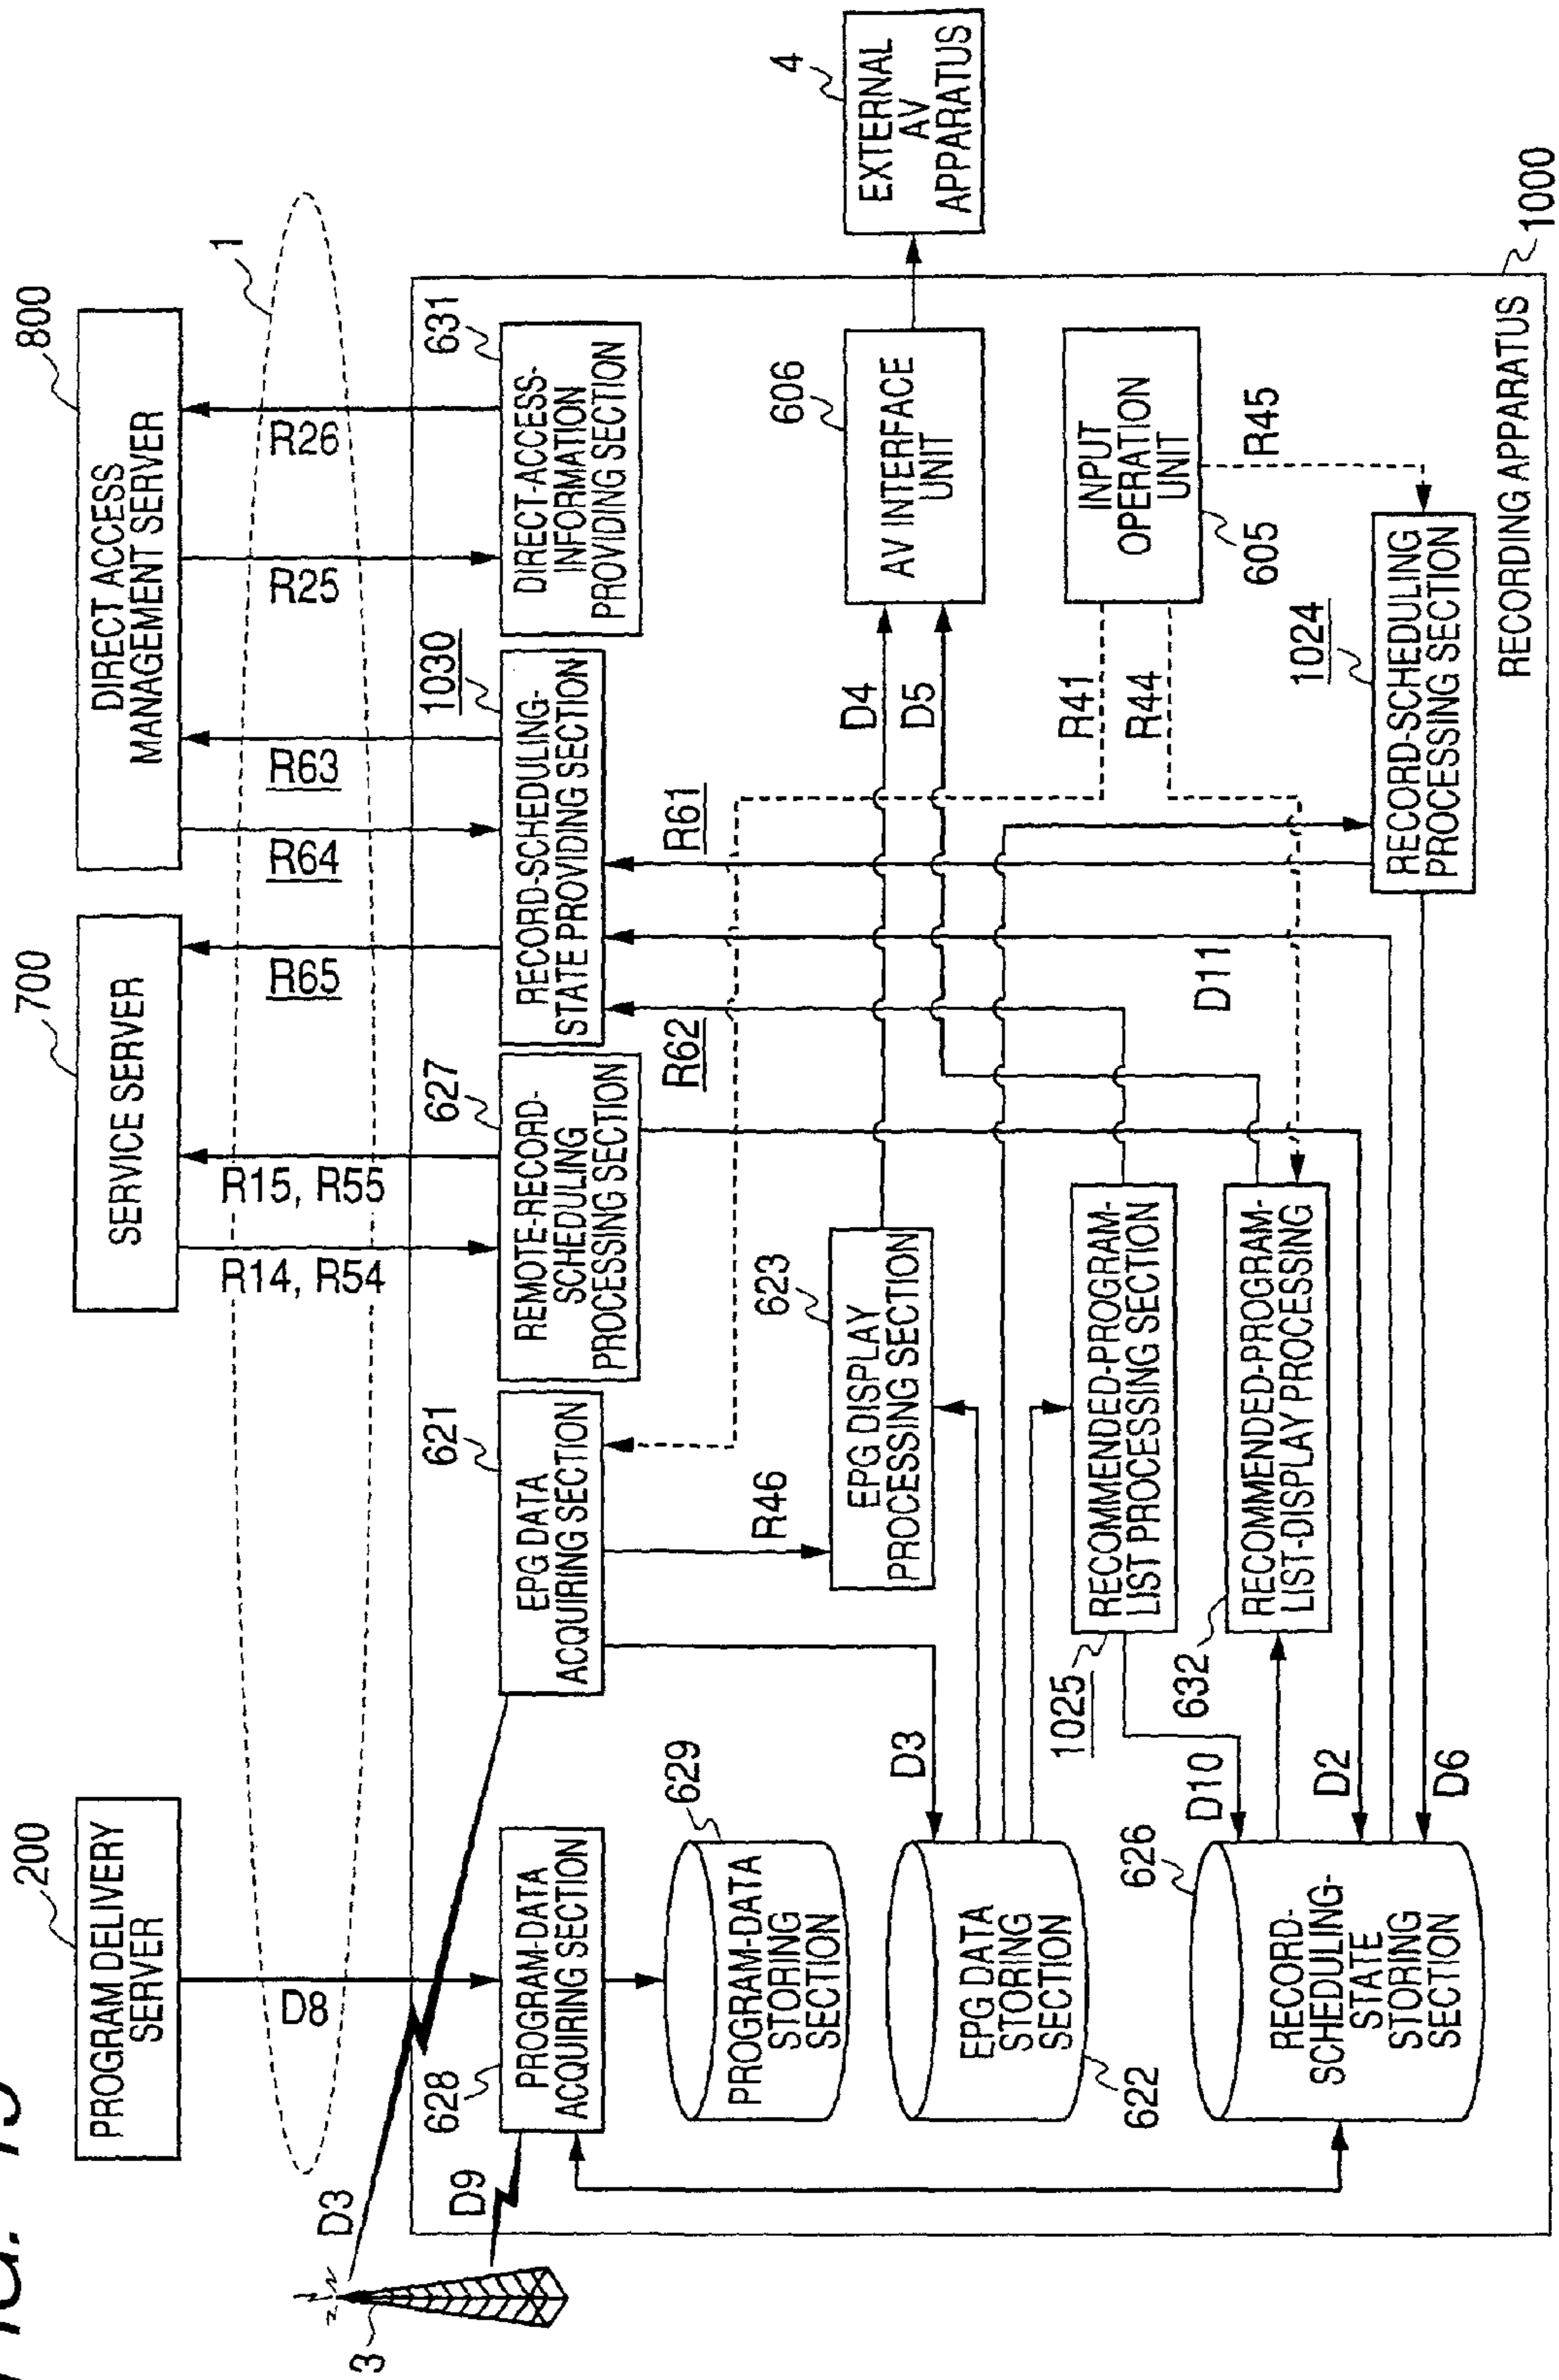 200
PROGRAM DELIVERY
SERVER
700
SERVICE SERVER
800
DIRECT ACCESS
MANAGEMENT SERVER
1
D8
R14, R54
R15, R55
R65
R64
R63
R25
R26
D3
3
D9
628
PROGRAM-DATA
ACQUIRING SECTION
621
EPG DATA
ACQUIRING SECTION
627
REMOTE-RECORD-
SCHEDULING
PROCESSING SECTION
1030
RECORD-SCHEDULING-
STATE PROVIDING SECTION
631
DIRECT-ACCESS-
INFORMATION
PROVIDING SECTION
629
PROGRAM-DATA
STORING
SECTION
R46
R62
R61
D3
623
EPG DISPLAY
PROCESSING SECTION
D4
D5
606
AV INTERFACE
UNIT
4
EXTERNAL
AV
APPARATUS
EPG DATA
STORING
SECTION
622
1025
RECOMMENDED-PROGRAM-
LIST PROCESSING SECTION
R41
R44
INPUT
OPERATION
UNIT
605
R45
D10
632
RECOMMENDED-PROGRAM-
LIST-DISPLAY PROCESSING
D11
626
RECORD-
SCHEDULING-
STATE
STORING
SECTION
D2
D6
1024
RECORD-SCHEDULING
PROCESSING SECTION
RECORDING APPARATUS
1000